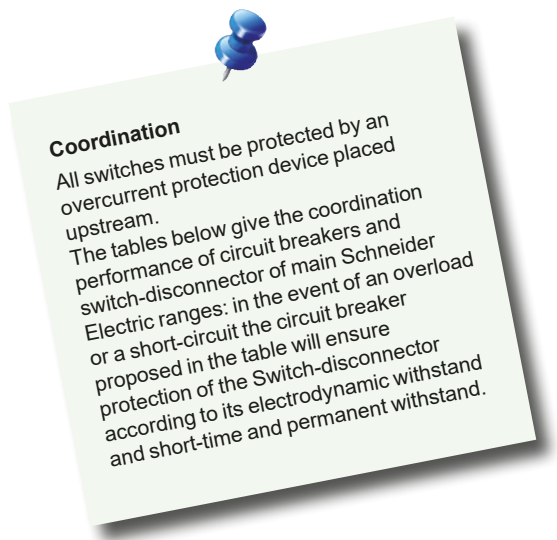 Coordination
All switches must be protected by an
overcurrent protection device placed
upstream.
The tables below give the coordination
performance of circuit breakers and
switch-disconnector of main Schneider
Electric ranges: in the event of an overload
or a short-circuit the circuit breaker
proposed in the table will ensure
protection of the Switch-disconnector
according to its electrodynamic withstand
and short-time and permanent withstand.